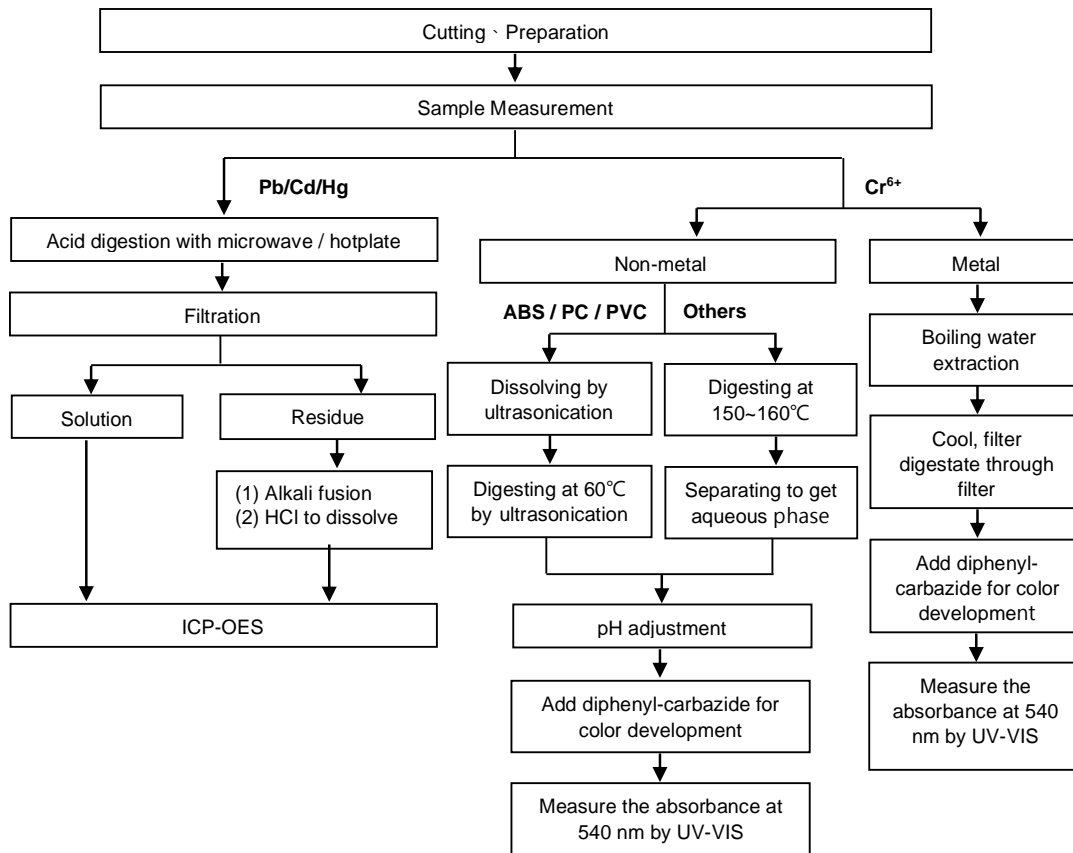 Cutting、Preparation
Sample Measurement
Pb/Cd/Hg
Cr6+
Acid digestion with microwave / hotplate
Filtration
Solution
Residue
(1) Alkali fusion
(2) HCl to dissolve
ICP-OES
Non-metal
ABS / PC / PVC
Others
Dissolving by
ultrasonication
Digesting at
150~160℃
Digesting at 60℃
by ultrasonication
Separating to get
aqueous phase
pH adjustment
Add diphenyl-carbazide for
color development
Measure the absorbance at
540 nm by UV-VIS
Metal
Boiling water
extraction
Cool, filter
digestate through
filter
Add diphenyl-
carbazide for color
development
Measure the
absorbance at 540
nm by UV-VIS